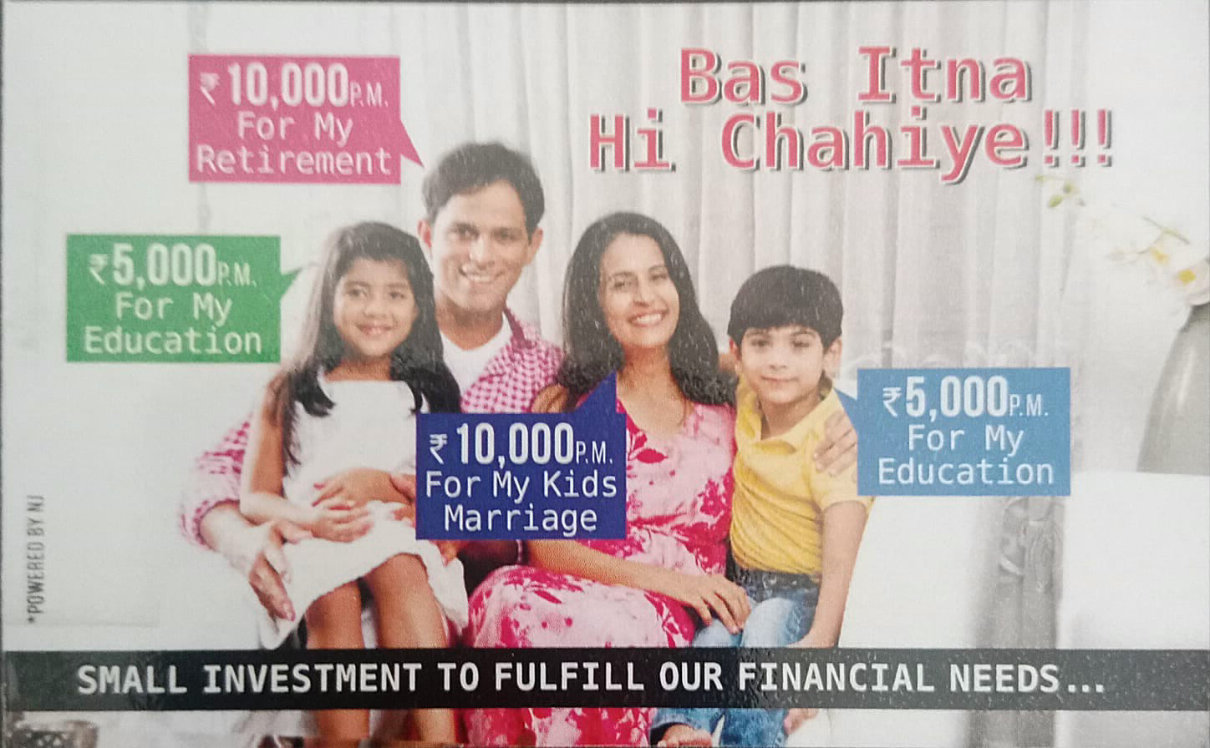 Bas Itna
Hi Chahiye!!!
₹10,000P.M.
For My
Retirement
₹5,000P.M.
For My
Education
₹10,000P.M.
For My Kids
Marriage
₹5,000P.M.
For My
Education
*POWERED BY NJ
SMALL INVESTMENT TO FULFILL OUR FINANCIAL NEEDS...